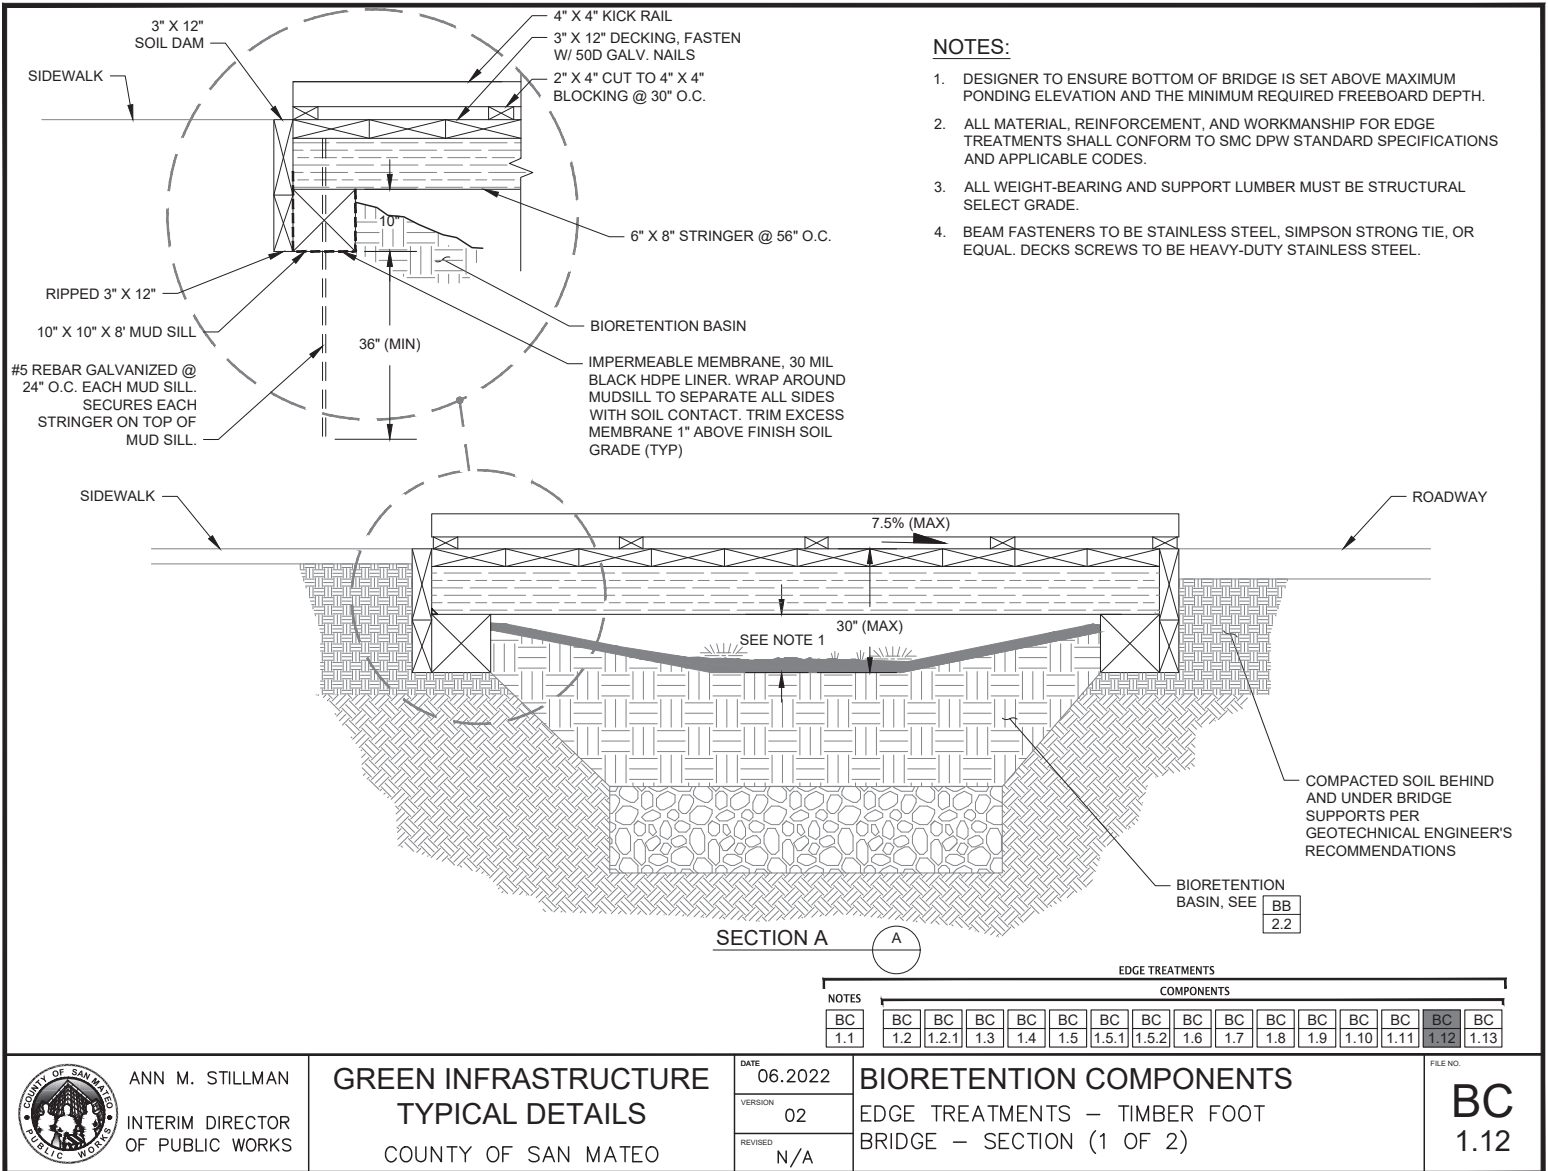 3" X 12"
SOIL DAM
SIDEWALK
4" X 4" KICK RAIL
3" X 12" DECKING, FASTEN
W/ 50D GALV. NAILS
2" X 4" CUT TO 4" X 4"
BLOCKING @ 30" O.C.
10"
6" X 8" STRINGER @ 56" O.C.
RIPPED 3" X 12"
10" X 10" X 8' MUD SILL
#5 REBAR GALVANIZED @
24" O.C. EACH MUD SILL.
SECURES EACH
STRINGER ON TOP OF
MUD SILL.
36" (MIN)
BIORETENTION BASIN
IMPERMEABLE MEMBRANE, 30 MIL
BLACK HDPE LINER. WRAP AROUND
MUDSILL TO SEPARATE ALL SIDES
WITH SOIL CONTACT. TRIM EXCESS
MEMBRANE 1" ABOVE FINISH SOIL
GRADE (TYP)
NOTES:
1. DESIGNER TO ENSURE BOTTOM OF BRIDGE IS SET ABOVE MAXIMUM
PONDING ELEVATION AND THE MINIMUM REQUIRED FREEBOARD DEPTH.
2. ALL MATERIAL, REINFORCEMENT, AND WORKMANSHIP FOR EDGE
TREATMENTS SHALL CONFORM TO SMC DPW STANDARD SPECIFICATIONS
AND APPLICABLE CODES.
3. ALL WEIGHT-BEARING AND SUPPORT LUMBER MUST BE STRUCTURAL
SELECT GRADE.
4. BEAM FASTENERS TO BE STAINLESS STEEL, SIMPSON STRONG TIE, OR
EQUAL. DECKS SCREWS TO BE HEAVY-DUTY STAINLESS STEEL.
SIDEWALK
7.5% (MAX)
ROADWAY
30" (MAX)
SEE NOTE 1
COMPACTED SOIL BEHIND
AND UNDER BRIDGE
SUPPORTS PER
GEOTECHNICAL ENGINEER'S
RECOMMENDATIONS
BIORETENTION
BASIN, SEE BB
2.2
SECTION A A
EDGE TREATMENTS
NOTES COMPONENTS
BC BC BC BC BC BC BC BC BC BC BC BC BC BC BC BC
1.1 1.2 1.2.1 1.3 1.4 1.5 1.5.1 1.5.2 1.6 1.7 1.8 1.9 1.10 1.11 1.12 1.13
COUNTY OF SAN MATEO
PUBLIC WORKS
ANN M. STILLMAN
INTERIM DIRECTOR
OF PUBLIC WORKS
GREEN INFRASTRUCTURE
TYPICAL DETAILS
COUNTY OF SAN MATEO
DATE
06.2022
VERSION
02
REVISED
N/A
BIORETENTION COMPONENTS
EDGE TREATMENTS – TIMBER FOOT
BRIDGE – SECTION (1 OF 2)
FILE NO.
BC
1.12